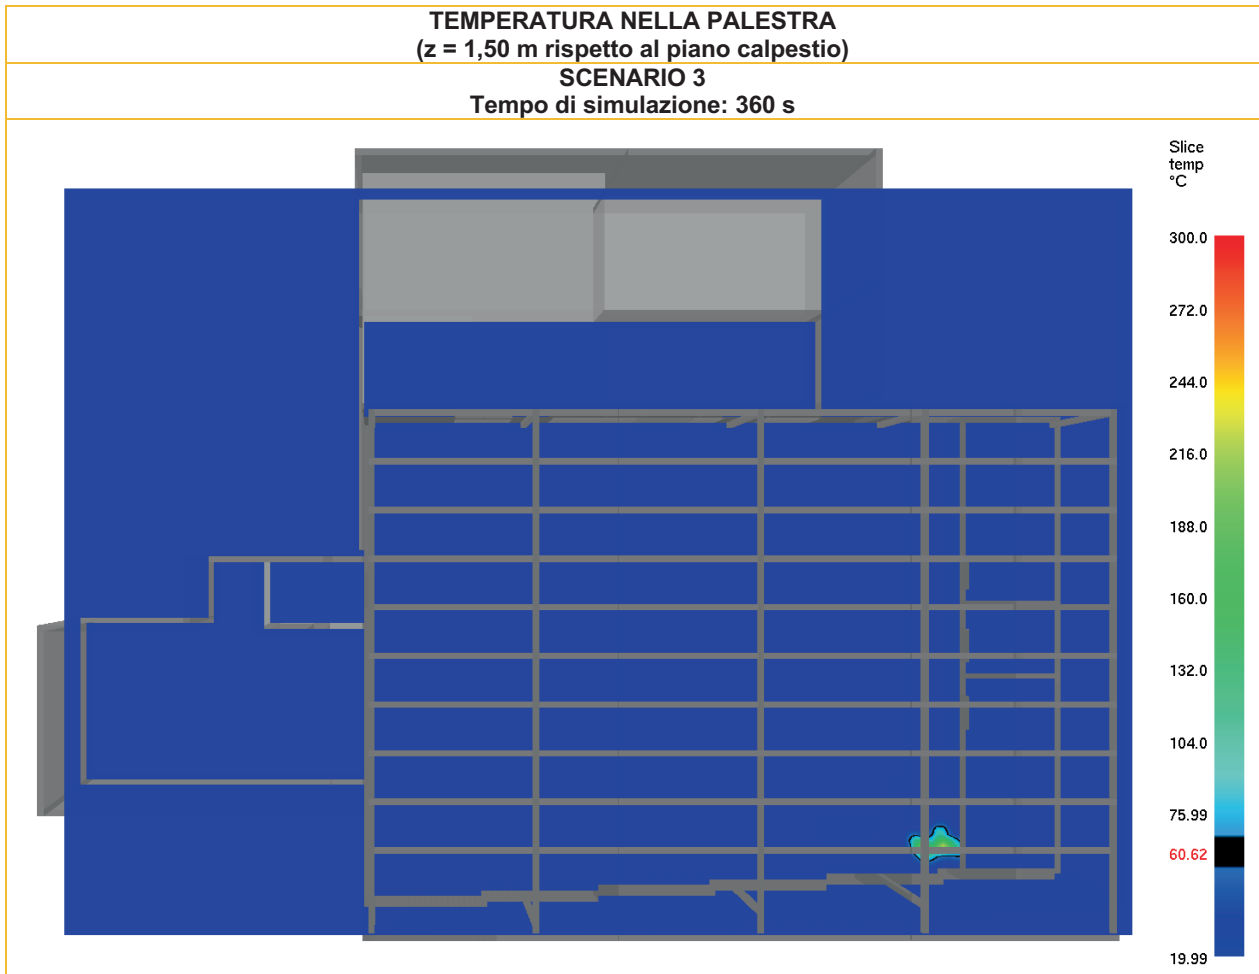 TEMPERATURA NELLA PALESTRA
(z = 1,50 m rispetto al piano calpestio)
SCENARIO 3
Tempo di simulazione: 360 s
Slice
temp
°C
300.0
272.0
244.0
216.0
188.0
160.0
132.0
104.0
75.99
60.62
19.99